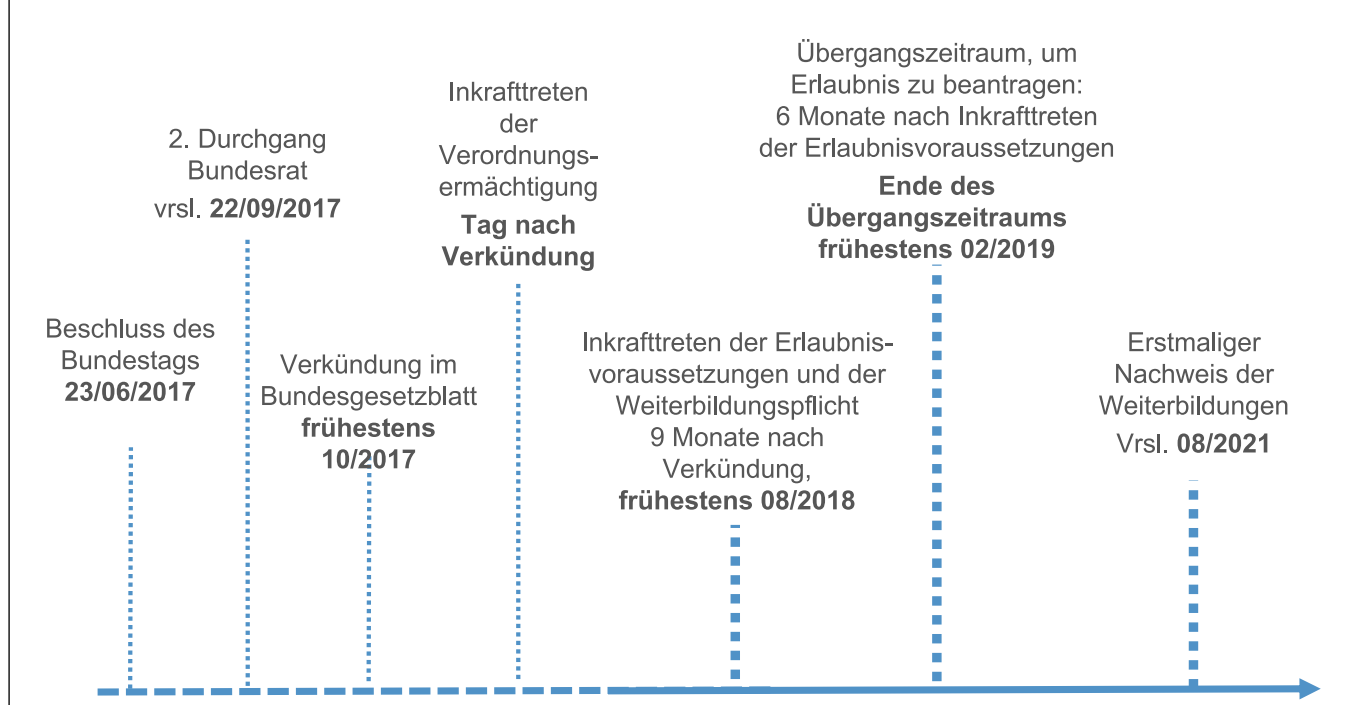 Beschluss des
Bundestags
23/06/2017
2. Durchgang
Bundesrat
vrsl. 22/09/2017
Verkündung im
Bundesgesetzblatt
frühestens
10/2017
Inkrafttreten
der
Verordnungs-
ermächtigung
Tag nach
Verkündung
Inkrafttreten der Erlaubnis-
voraussetzungen und der
Weiterbildungspflicht
9 Monate nach
Verkündung,
frühestens 08/2018
Übergangszeitraum, um
Erlaubnis zu beantragen:
6 Monate nach Inkrafttreten
der Erlaubnisvoraussetzungen
Ende des
Übergangszeitraums
frühestens 02/2019
Erstmaliger
Nachweis der
Weiterbildungen
Vrsl. 08/2021